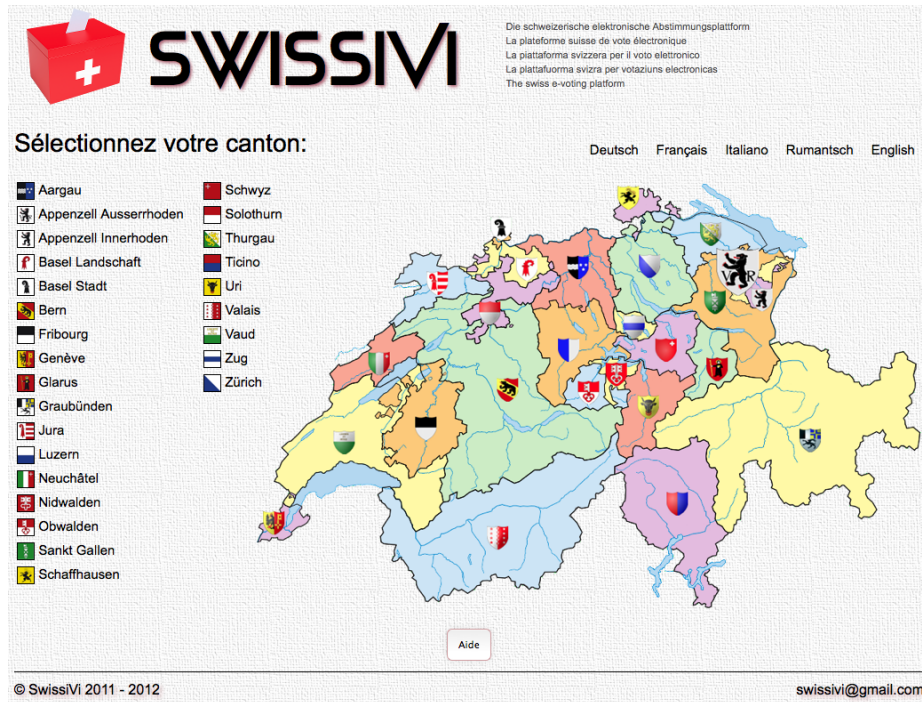 SWISSIVI
Die schweizerische elektronische Abstimmungsplattform
La plateforme suisse de vote électronique
La piattaforma svizzera per il voto elettronico
La plattafuorma svizra per votaziuns electronicas
The swiss e-voting platform
Sélectionnez votre canton:
Deutsch Français Italiano Rumantsch English
Aargau
Appenzell Ausserrhoden
Appenzell Innerhoden
Basel Landschaft
Basel Stadt
Bern
Fribourg
Genève
Glarus
Graubünden
Jura
Luzern
Neuchâtel
Nidwalden
Obwalden
Sankt Gallen
Schaffhausen
Schwyz
Solothurn
Thurgau
Ticino
Uri
Valais
Vaud
Zug
Zürich
V R
Aide
© SwissiVi 2011 - 2012
swissivi@gmail.com